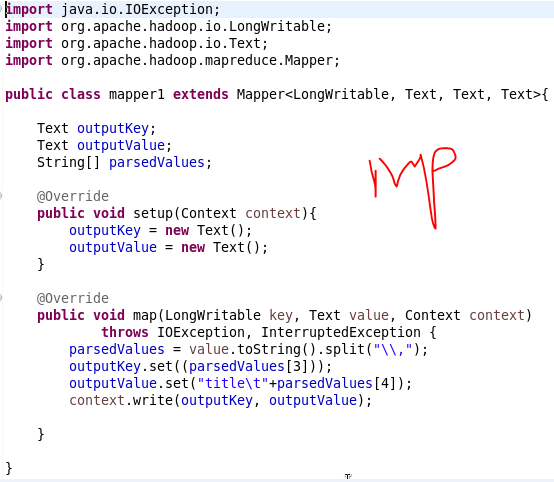 import java.io.IOException;
import org.apache.hadoop.io.LongWritable;
import org.apache.hadoop.io.Text;
import org.apache.hadoop.mapreduce.Mapper;
public class mapper1 extends Mapper<LongWritable, Text, Text, Text>{
Text outputKey;
Text outputValue;
String[] parsedValues;
@Override
public void setup(Context context){
outputKey = new Text();
outputValue = new Text();
}
@Override
public void map(LongWritable key, Text value, Context context)
throws IOException, InterruptedException {
parsedValues = value.toString().split("\\,");
outputKey.set((parsedValues[3]));
outputValue.set("title\t"+parsedValues[4]);
context.write(outputKey, outputValue);
}
}